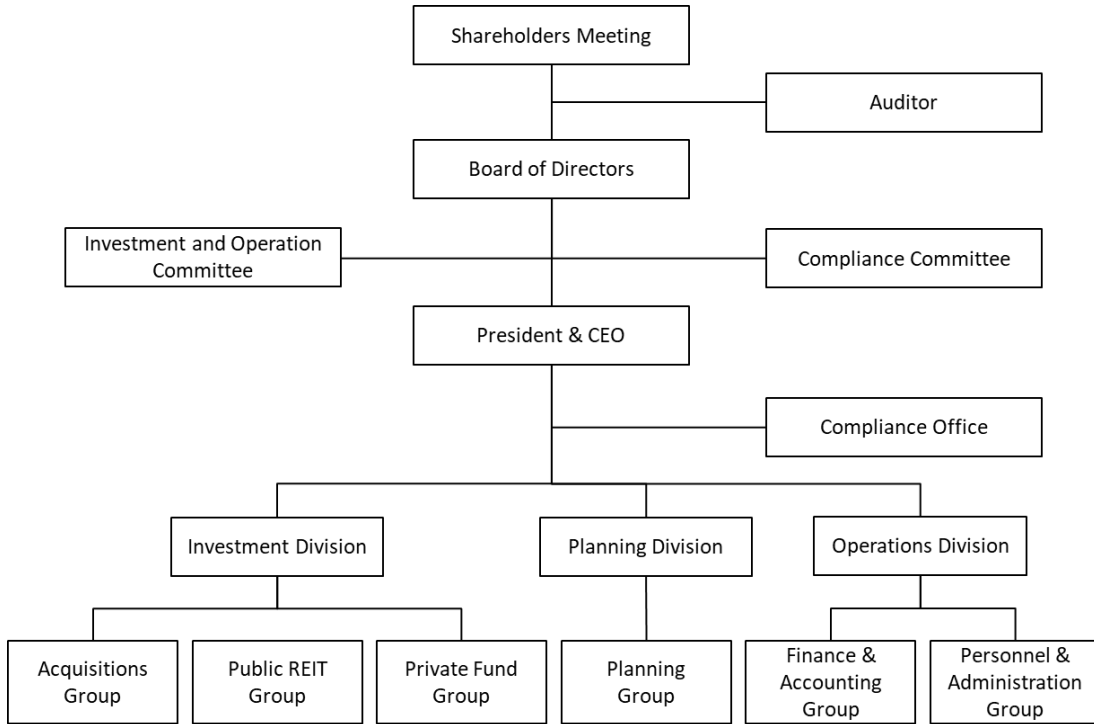 Shareholders Meeting
Auditor
Board of Directors
Investment and Operation
Committee
Compliance Committee
President & CEO
Compliance Office
Investment Division
Planning Division
Operations Division
Acquisitions
Group
Public REIT
Group
Private Fund
Group
Planning
Group
Finance &
Accounting
Group
Personnel &
Administration
Group